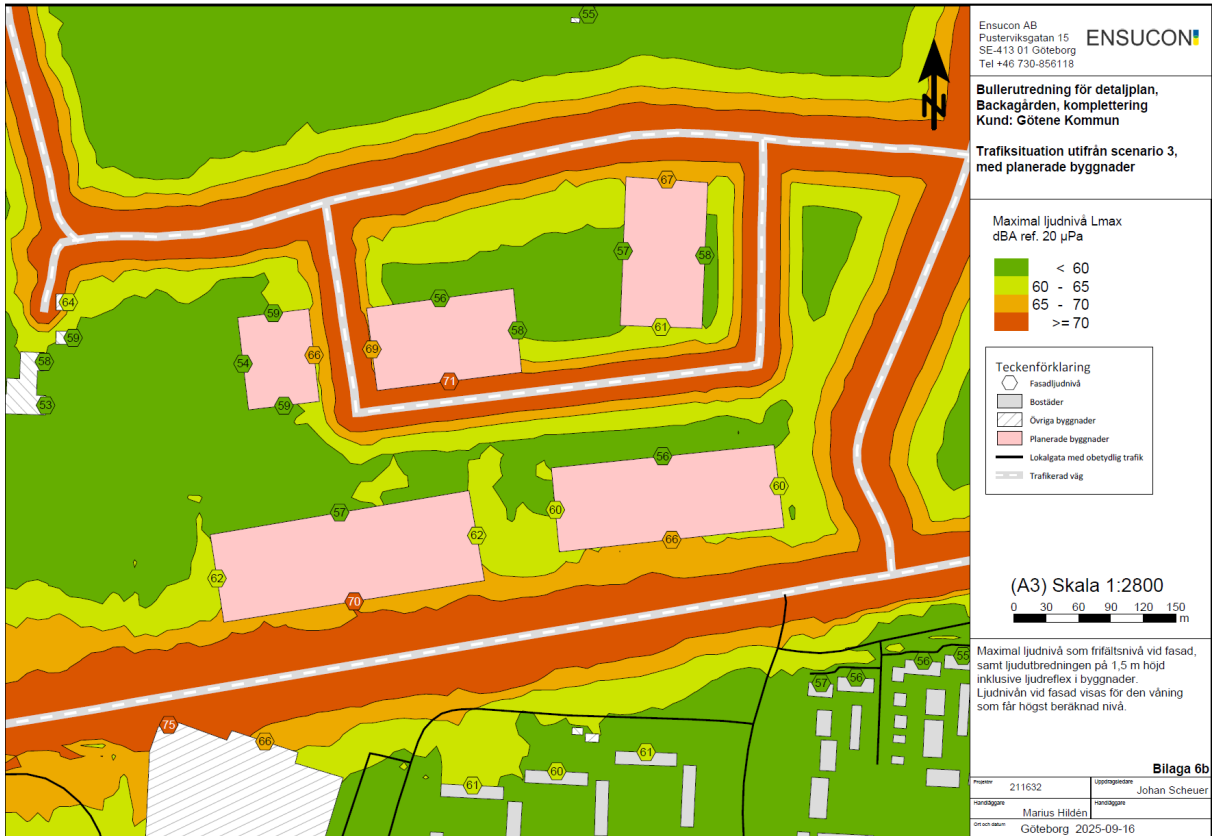 Ensucon AB
Pusterviksgatan 15
SE-413 01 Göteborg
Tel +46 730-856118
ENSUCON
Bullerutredning för detaljplan,
Backagården, komplettering
Kund: Götene Kommun
Trafiksituation utifrån scenario 3,
med planerade byggnader
Maximal ljudnivå Lmax
dBA ref. 20 µPa
< 60
60 - 65
65 - 70
>= 70
Teckenförklaring
Fasadljudnivå
Bostäder
Övriga byggnader
Planerade byggnader
Lokalgata med obetydlig trafik
Trafikerad väg
(A3) Skala 1:2800
0 30 60 90 120 150
m
Maximal ljudnivå som frifältsnivå vid fasad,
samt ljudutbredningen på 1,5 m höjd
inklusive ljudreflex i byggnader.
Ljudnivån vid fasad visas för den våning
som får högst beräknad nivå.
Bilaga 6b
211632
Uppdragsledare
Johan Scheuer
Handläggare
Marius Hildén
Handläggare
Ort och datum
Göteborg 2025-09-16
N
55
67
57
58
64
59
56
59
58
58
54
66
69
53
59
71
56
57
60
60
62
66
62
70
75
66
61
60
61
57
56
56
55